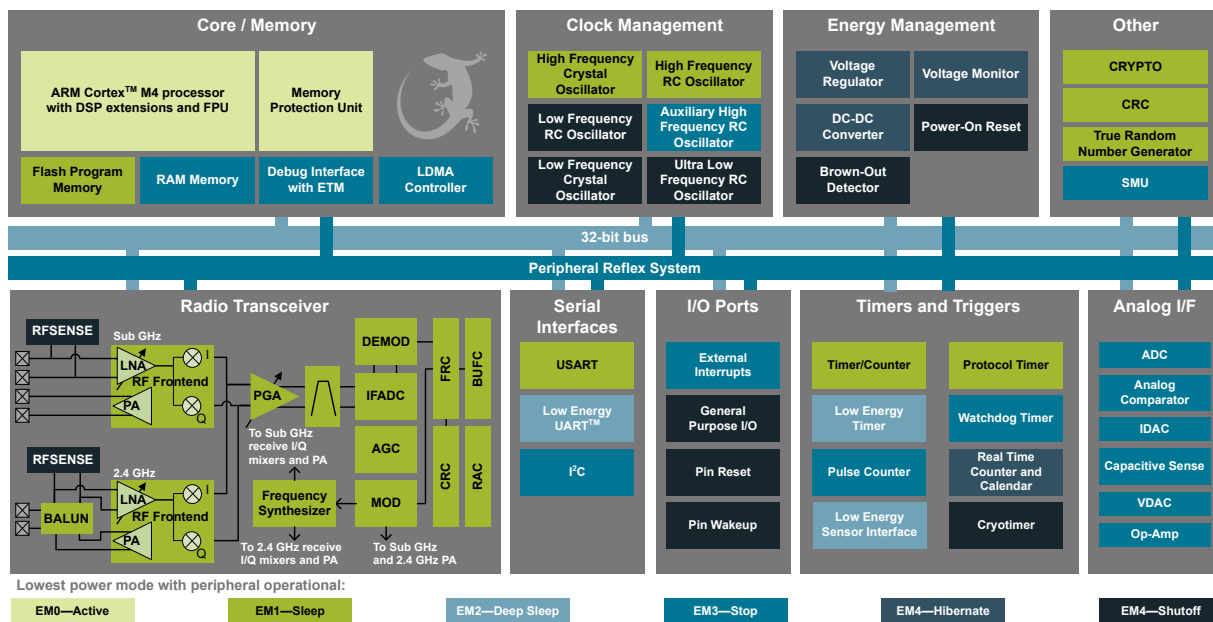 Core / Memory
ARM Cortex™ M4 processor
with DSP extensions and FPU
Memory
Protection Unit
Flash Program
Memory
RAM Memory
Debug Interface
with ETM
LDMA
Controller
Clock Management
High Frequency
Crystal
Oscillator
High Frequency
RC Oscillator
Low Frequency
RC Oscillator
Auxiliary High
Frequency RC
Oscillator
Low Frequency
Crystal
Oscillator
Ultra Low
Frequency RC
Oscillator
Energy Management
Voltage
Regulator
Voltage Monitor
DC-DC
Converter
Power-On Reset
Brown-Out
Detector
Other
CRYPTO
CRC
True Random
Number Generator
SMU
32-bit bus
Peripheral Reflex System
Radio Transceiver
RFSENSE
Sub GHz
LNA
I
RF Frontend
PA
Q
RFSENSE
2.4 GHz
LNA
I
BALUN
RF Frontend
PA
Q
PGA
To Sub GHz
receive I/Q
mixers and PA
Frequency
Synthesizer
To 2.4 GHz receive
I/Q mixers and PA
DEMOD
IFADC
AGC
MOD
To Sub GHz
and 2.4 GHz PA
FRC
BUFC
CRC
RAC
Serial
Interfaces
USART
Low Energy
UART™
I²C
I/O Ports
External
Interrupts
General
Purpose I/O
Pin Reset
Pin Wakeup
Timers and Triggers
Timer/Counter
Protocol Timer
Low Energy
Timer
Watchdog Timer
Pulse Counter
Real Time
Counter and
Calendar
Low Energy
Sensor Interface
Cryotimer
Analog I/F
ADC
Analog
Comparator
IDAC
Capacitive Sense
VDAC
Op-Amp
Lowest power mode with peripheral operational:
EM0—Active
EM1—Sleep
EM2—Deep Sleep
EM3—Stop
EM4—Hibernate
EM4—Shutoff